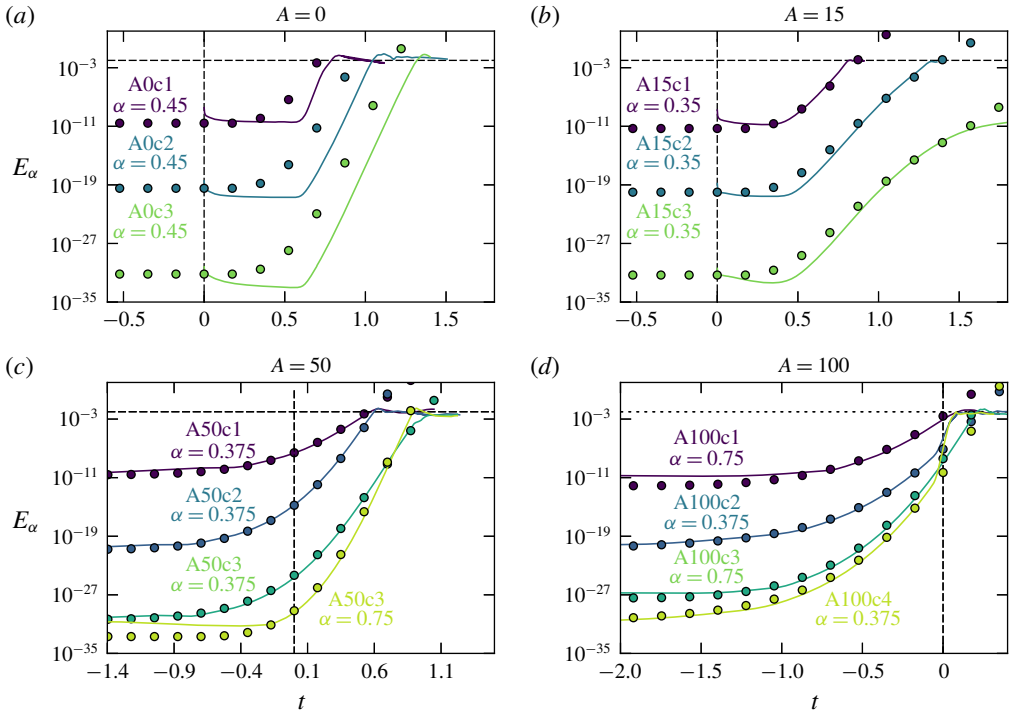 (a) A = 0
(b) A = 15
10⁻³
10⁻¹¹
10⁻¹⁹
10⁻²⁷
10⁻³⁵
Eα
A0c1
α = 0.45
A0c2
α = 0.45
A0c3
α = 0.45
−0.5 0 0.5 1.0 1.5
10⁻³
10⁻¹¹
10⁻¹⁹
10⁻²⁷
10⁻³⁵
A15c1
α = 0.35
A15c2
α = 0.35
A15c3
α = 0.35
−0.5 0 0.5 1.0 1.5
(c) A = 50
(d) A = 100
10⁻³
10⁻¹¹
10⁻¹⁹
10⁻²⁷
10⁻³⁵
Eα
A50c1
α = 0.375
A50c2
α = 0.375
A50c3
α = 0.375
A50c3
α = 0.75
−1.4 −0.9 −0.4 0.1 0.6 1.1
t
10⁻³
10⁻¹¹
10⁻¹⁹
10⁻²⁷
10⁻³⁵
A100c1
α = 0.75
A100c2
α = 0.375
A100c3
α = 0.75
A100c4
α = 0.375
−2.0 −1.5 −1.0 −0.5 0
t